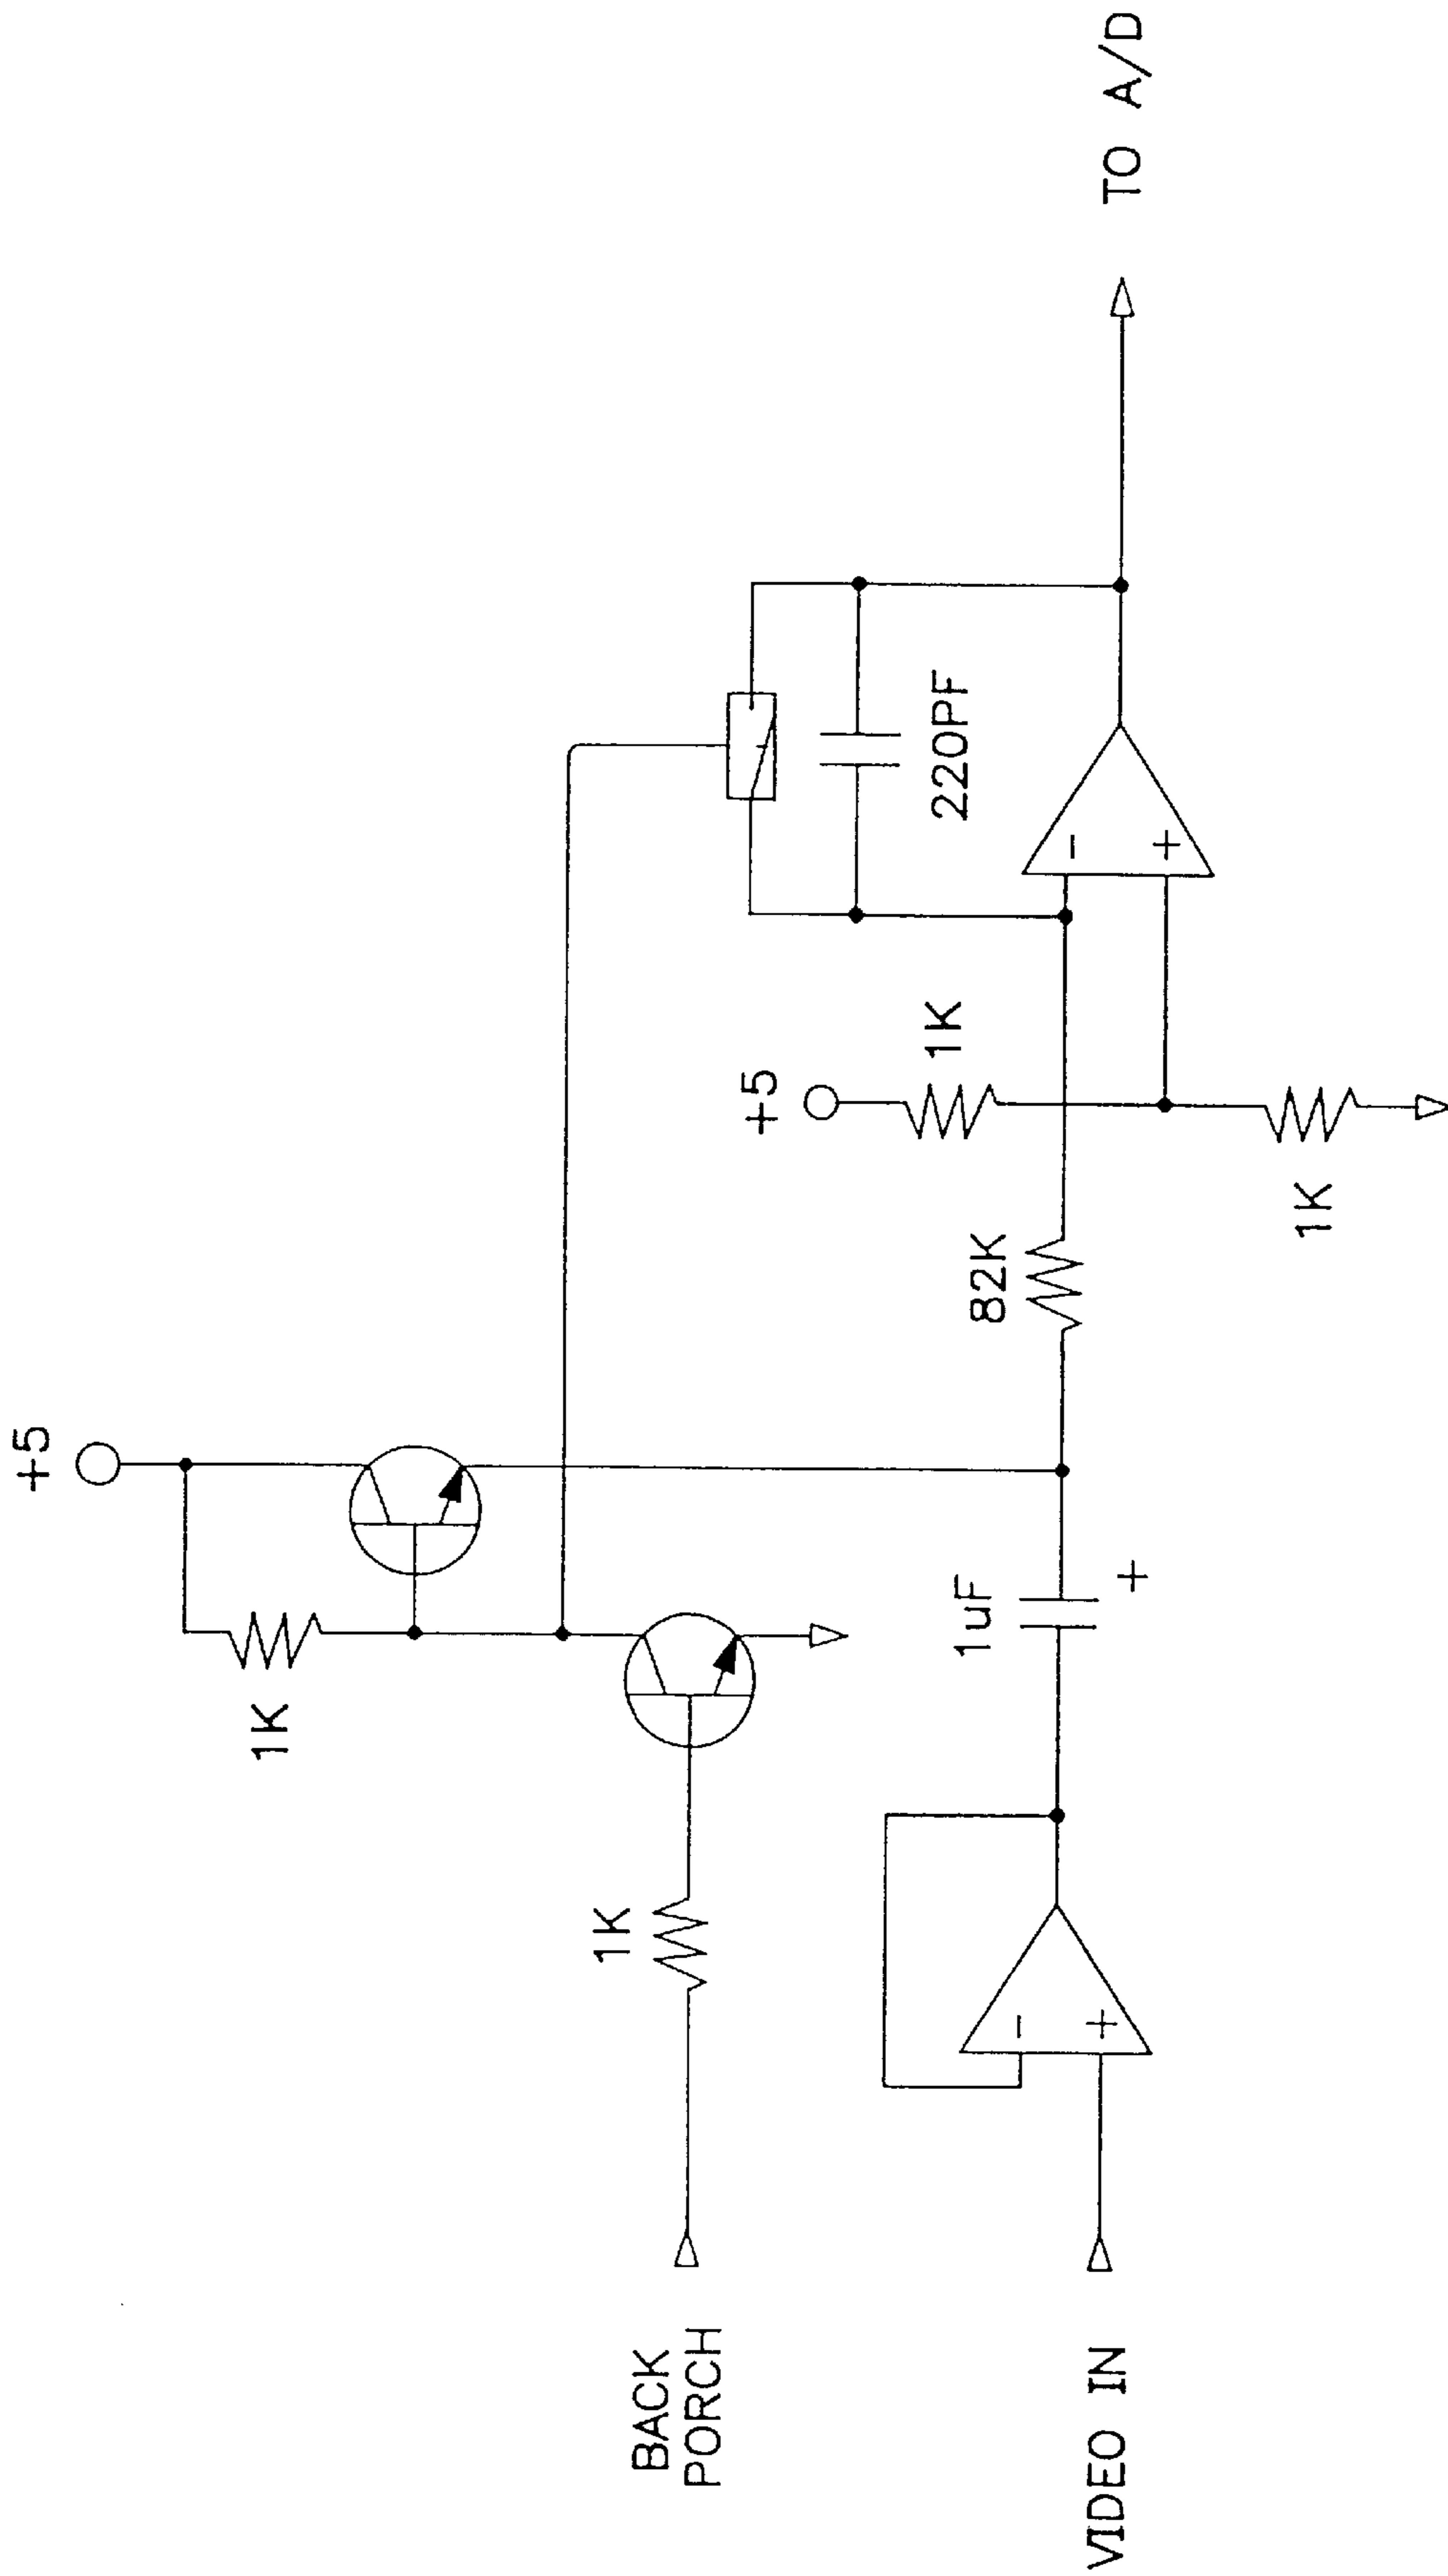 +5
1K
1K
BACK
PORCH
VIDEO IN
-
+
1uF
+
82K
+5
1K
1K
220PF
-
+
TO A/D